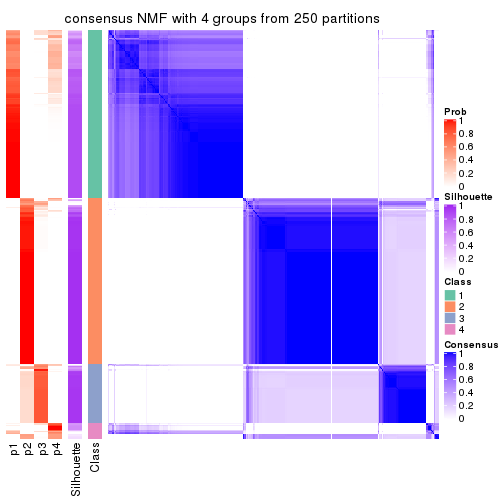 consensus NMF with 4 groups from 250 partitions
Prob
1
0.8
0.6
0.4
0.2
0
Silhouette
1
0.8
0.6
0.4
0.2
0
Class
1
2
3
4
Consensus
1
0.8
0.6
0.4
0.2
0
p1
p2
p3
p4
Silhouette
Class